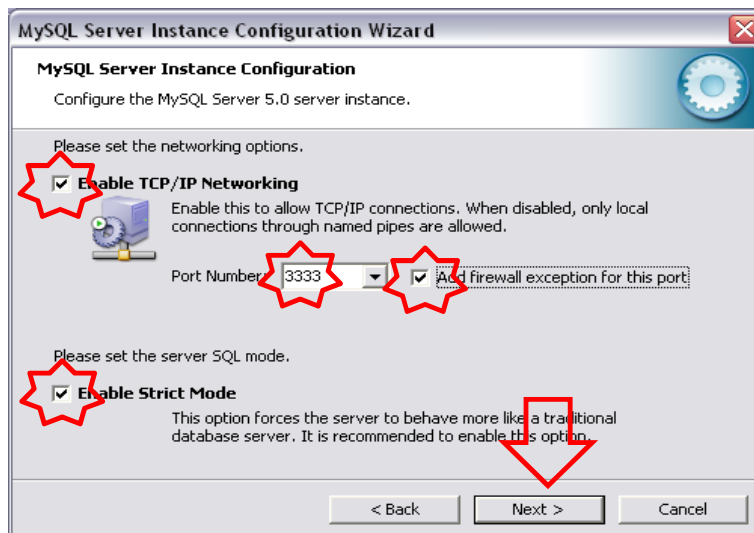 MySQL Server Instance Configuration Wizard
MySQL Server Instance Configuration
Configure the MySQL Server 5.0 server instance.
Please set the networking options.
Enable TCP/IP Networking
Enable this to allow TCP/IP connections. When disabled, only local
connections through named pipes are allowed.
Port Number: 3333 Add firewall exception for this port
Please set the server SQL mode.
Enable Strict Mode
This option forces the server to behave more like a traditional
database server. It is recommended to enable this option.
< Back Next > Cancel